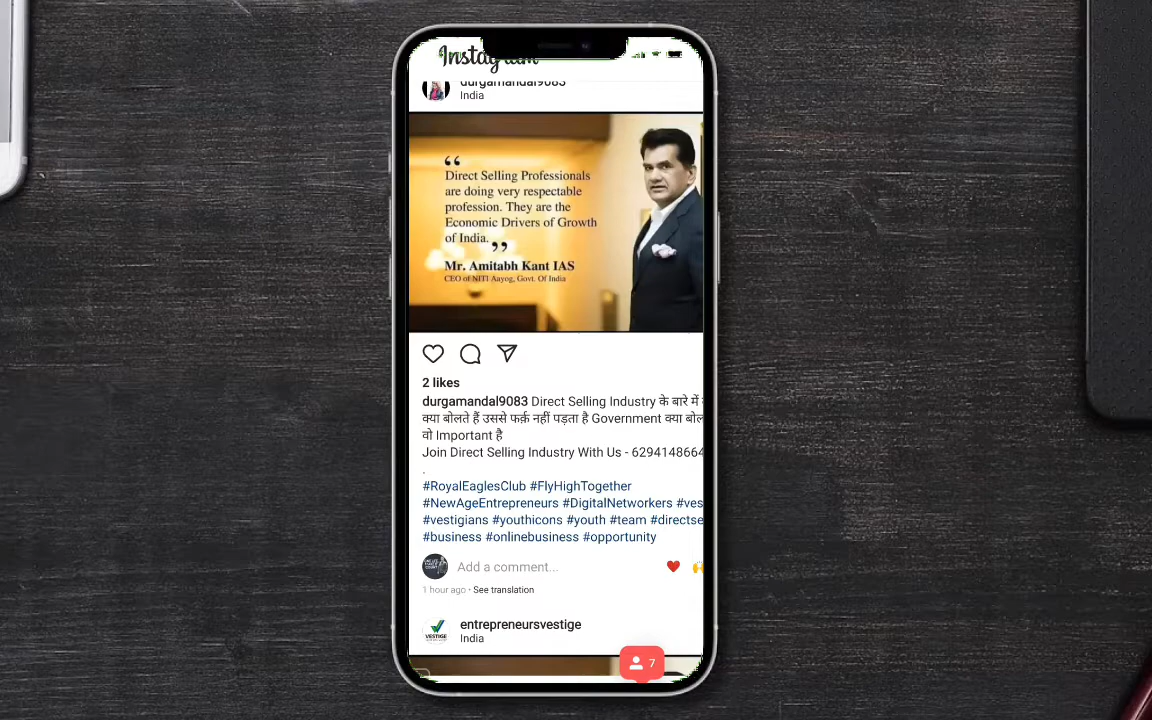 Instagram
durgamandal9083
India
“
Direct Selling Professionals
are doing very respectable
profession. They are the
Economic Drivers of Growth
of India.
”
Mr. Amitabh Kant IAS
CEO of NITI Aayog, Govt. Of India
2 likes
durgamandal9083 Direct Selling Industry के बारे में
क्या बोलते हैं उससे फर्क़ नहीं पड़ता है Government क्या बोल
वो Important है
Join Direct Selling Industry With Us - 6294148664
.
#RoyalEaglesClub #FlyHighTogether
#NewAgeEntrepreneurs #DigitalNetworkers #ves
#vestigians #youthicons #youth #team #directse
#business #onlinebusiness #opportunity
Add a comment...
1 hour ago • See translation
VESTIGE
entrepreneursvestige
India
7